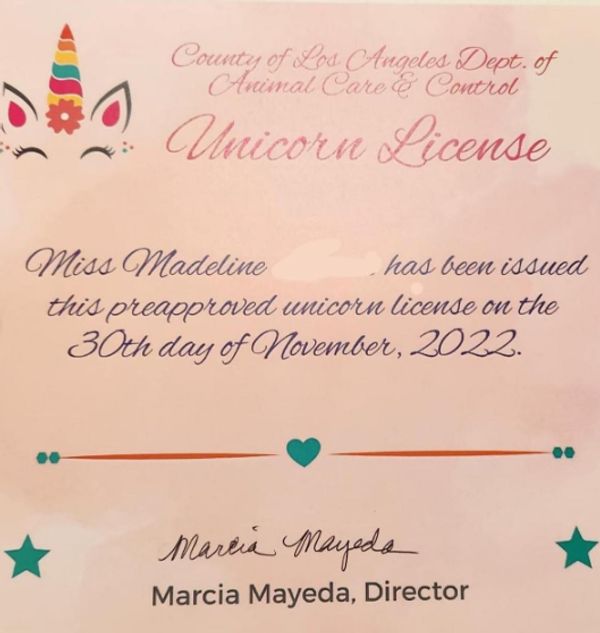 County of Los Angeles Dept. of
Animal Care & Control
Unicorn License
Miss Madeline , has been issued
this preapproved unicorn license on the
30th day of November, 2022.
Marcia Mayeda
Marcia Mayeda, Director